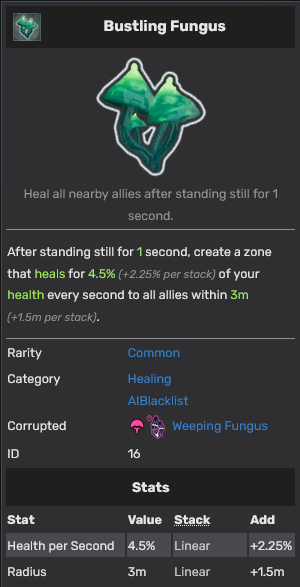 Bustling Fungus
Heal all nearby allies after standing still for 1
second.
After standing still for 1 second, create a zone
that heals for 4.5% (+2.25% per stack) of your
health every second to all allies within 3m
(+1.5m per stack).
Rarity Common
Category Healing
AIBlacklist
Corrupted Weeping Fungus
ID 16
Stats
Stat Value Stack Add
Health per Second 4.5% Linear +2.25%
Radius 3m Linear +1.5m